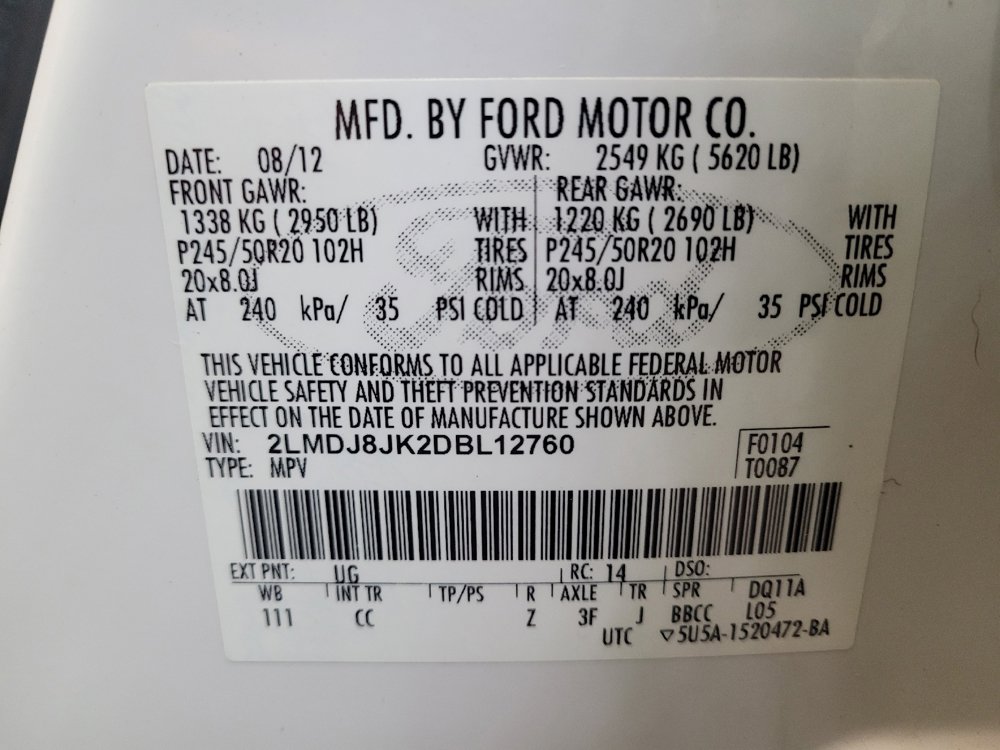 MFD. BY FORD MOTOR CO.
DATE: 08/12 GVWR: 2549 KG ( 5620 LB)
FRONT GAWR: REAR GAWR:
1338 KG ( 2950 LB) WITH 1220 KG ( 2690 LB) WITH
P245/50R20 102H TIRES P245/50R20 102H TIRES
20x8.0J RIMS 20x8.0J RIMS
AT 240 kPa/ 35 PSI COLD AT 240 kPa/ 35 PSI COLD
Ford
THIS VEHICLE CONFORMS TO ALL APPLICABLE FEDERAL MOTOR
VEHICLE SAFETY AND THEFT PREVENTION STANDARDS IN
EFFECT ON THE DATE OF MANUFACTURE SHOWN ABOVE.
VIN: 2LMDJ8JK2DBL12760 F0104
TYPE: MPV T0087
EXT PNT: UG RC: 14 DSO:
WB INT TR TP/PS R AXLE TR SPR DQ11A
111 CC Z 3F J BBCC L05
UTC ▽5U5A-1520472-BA